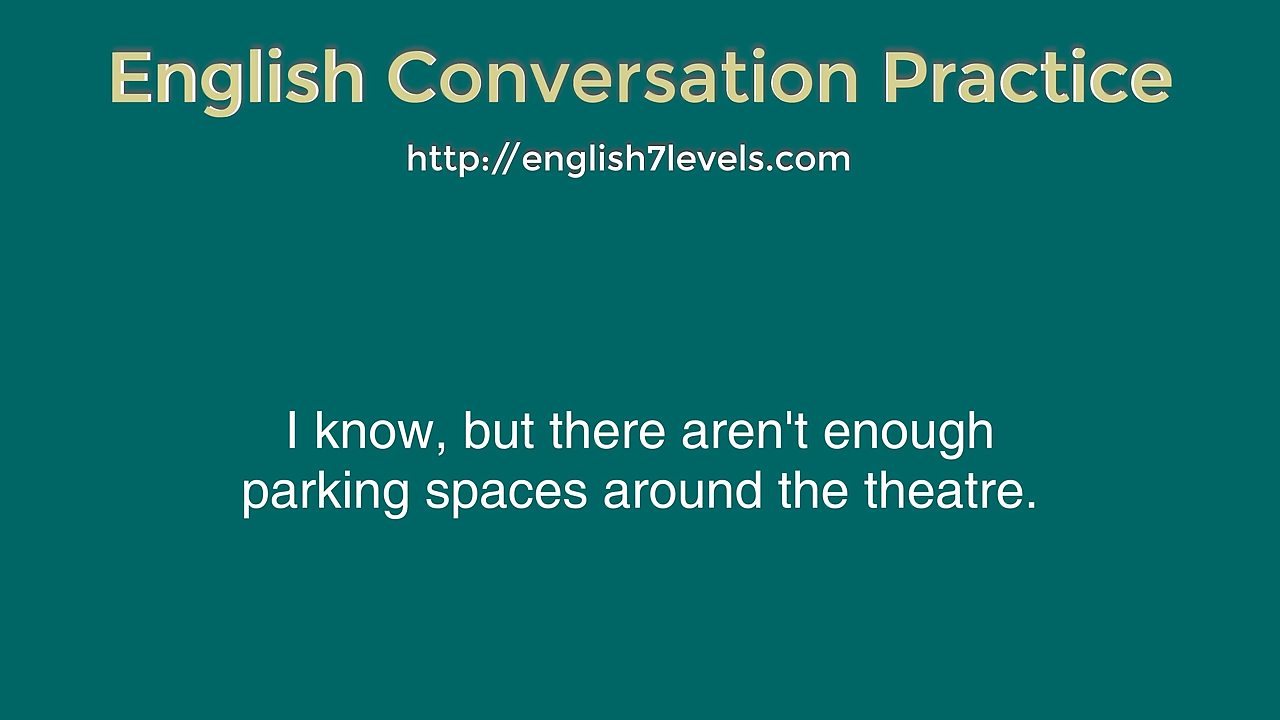 English Conversation Practice
http://english7levels.com
I know, but there aren't enough
parking spaces around the theatre.